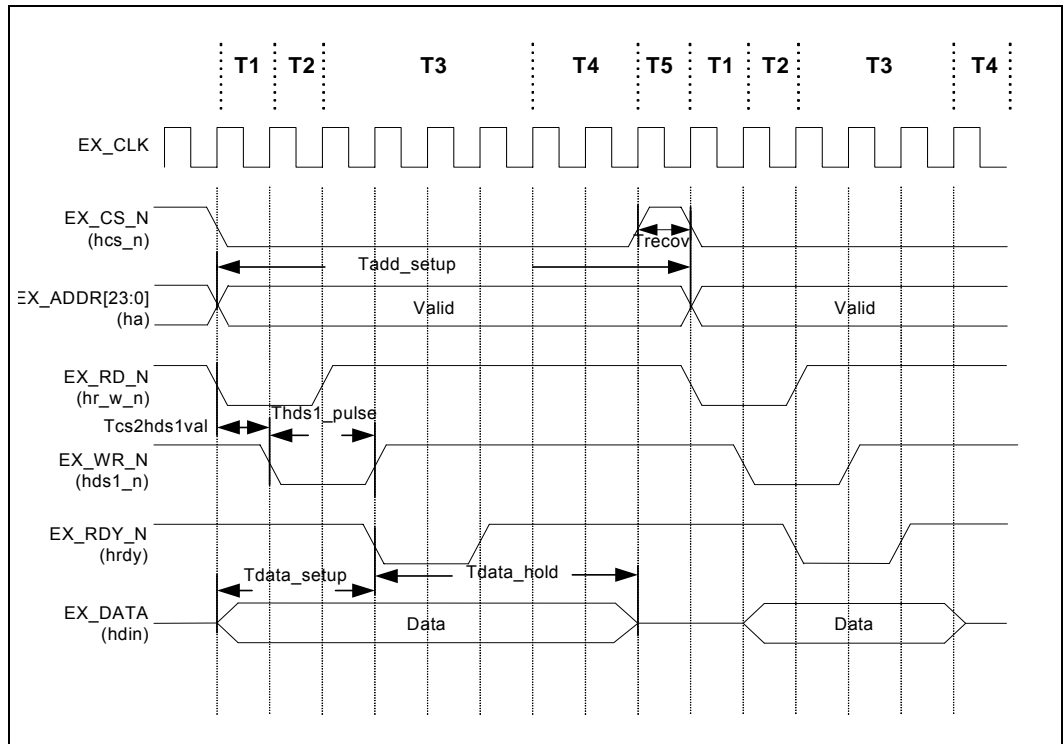 T1 T2 T3 T4 T5 T1 T2 T3 T4
EX_CLK
EX_CS_N
(hcs_n)
Trecov
Tadd_setup
EX_ADDR[23:0]
(ha)
Valid Valid
EX_RD_N
(hr_w_n)
Tcs2hds1val
Thds1_pulse
EX_WR_N
(hds1_n)
EX_RDY_N
(hrdy)
Tdata_setup
Tdata_hold
EX_DATA
(hdin)
Data Data